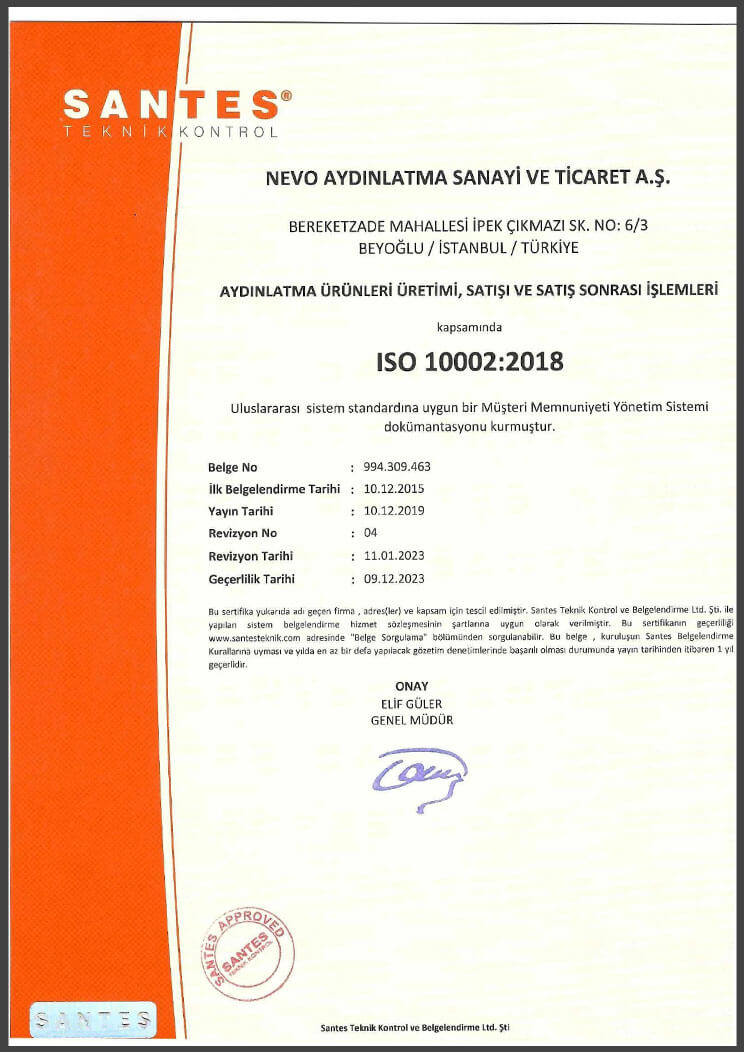 SANTES®
TEKNİK KONTROL
NEVO AYDINLATMA SANAYİ VE TİCARET A.Ş.
BEREKETZADE MAHALLESİ İPEK ÇIKMAZI SK. NO: 6/3
BEYOĞLU / İSTANBUL / TÜRKİYE
AYDINLATMA ÜRÜNLERİ ÜRETİMİ, SATIŞI VE SATIŞ SONRASI İŞLEMLERİ
kapsamında
ISO 10002:2018
Uluslararası sistem standardına uygun bir Müşteri Memnuniyeti Yönetim Sistemi
dokümantasyonu kurmuştur.
Belge No : 994.309.463
İlk Belgelendirme Tarihi : 10.12.2015
Yayın Tarihi : 10.12.2019
Revizyon No : 04
Revizyon Tarihi : 11.01.2023
Geçerlilik Tarihi : 09.12.2023
Bu sertifika yukarıda adı geçen firma , adres(ler) ve kapsam için tescil edilmiştir. Santes Teknik Kontrol ve Belgelendirme Ltd. Şti. ile
yapılan sistem belgelendirme hizmet sözleşmesinin şartlarına uygun olarak verilmiştir. Bu sertifikanın geçerliliği
www.santesteknik.com adresinde "Belge Sorgulama" bölümünden sorgulanabilir. Bu belge , kuruluşun Santes Belgelendirme
Kurallarına uyması ve yılda en az bir defa yapılacak gözetim denetimlerinde başarılı olması durumunda yayın tarihinden itibaren 1 yıl
geçerlidir.
ONAY
ELİF GÜLER
GENEL MÜDÜR
SANTES APPROVED
SANTES
TEKNİK KONTROL
SANTES
Santes Teknik Kontrol ve Belgelendirme Ltd. Şti